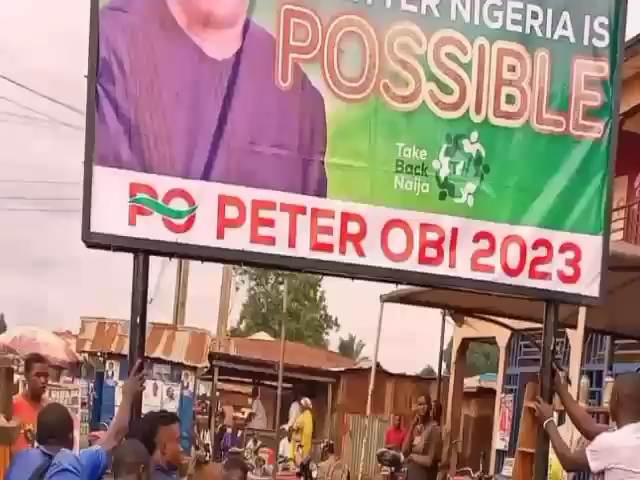 NIGERIA IS
POSSIBLE
Take
Back
Naija
PO PETER OBI 2023